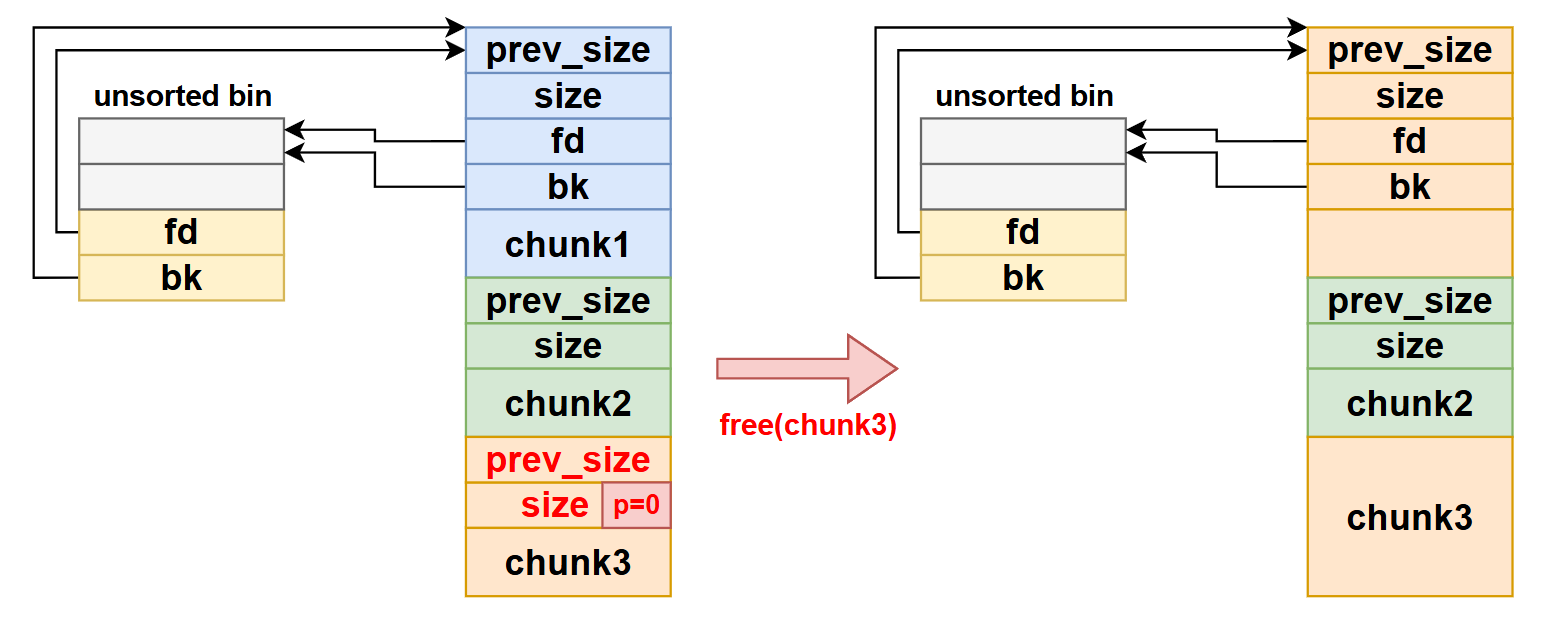 unsorted bin
fd
bk
prev_size
size
fd
bk
chunk1
prev_size
size
chunk2
prev_size
size p=0
chunk3
free(chunk3)
unsorted bin
fd
bk
prev_size
size
fd
bk
prev_size
size
chunk2
chunk3